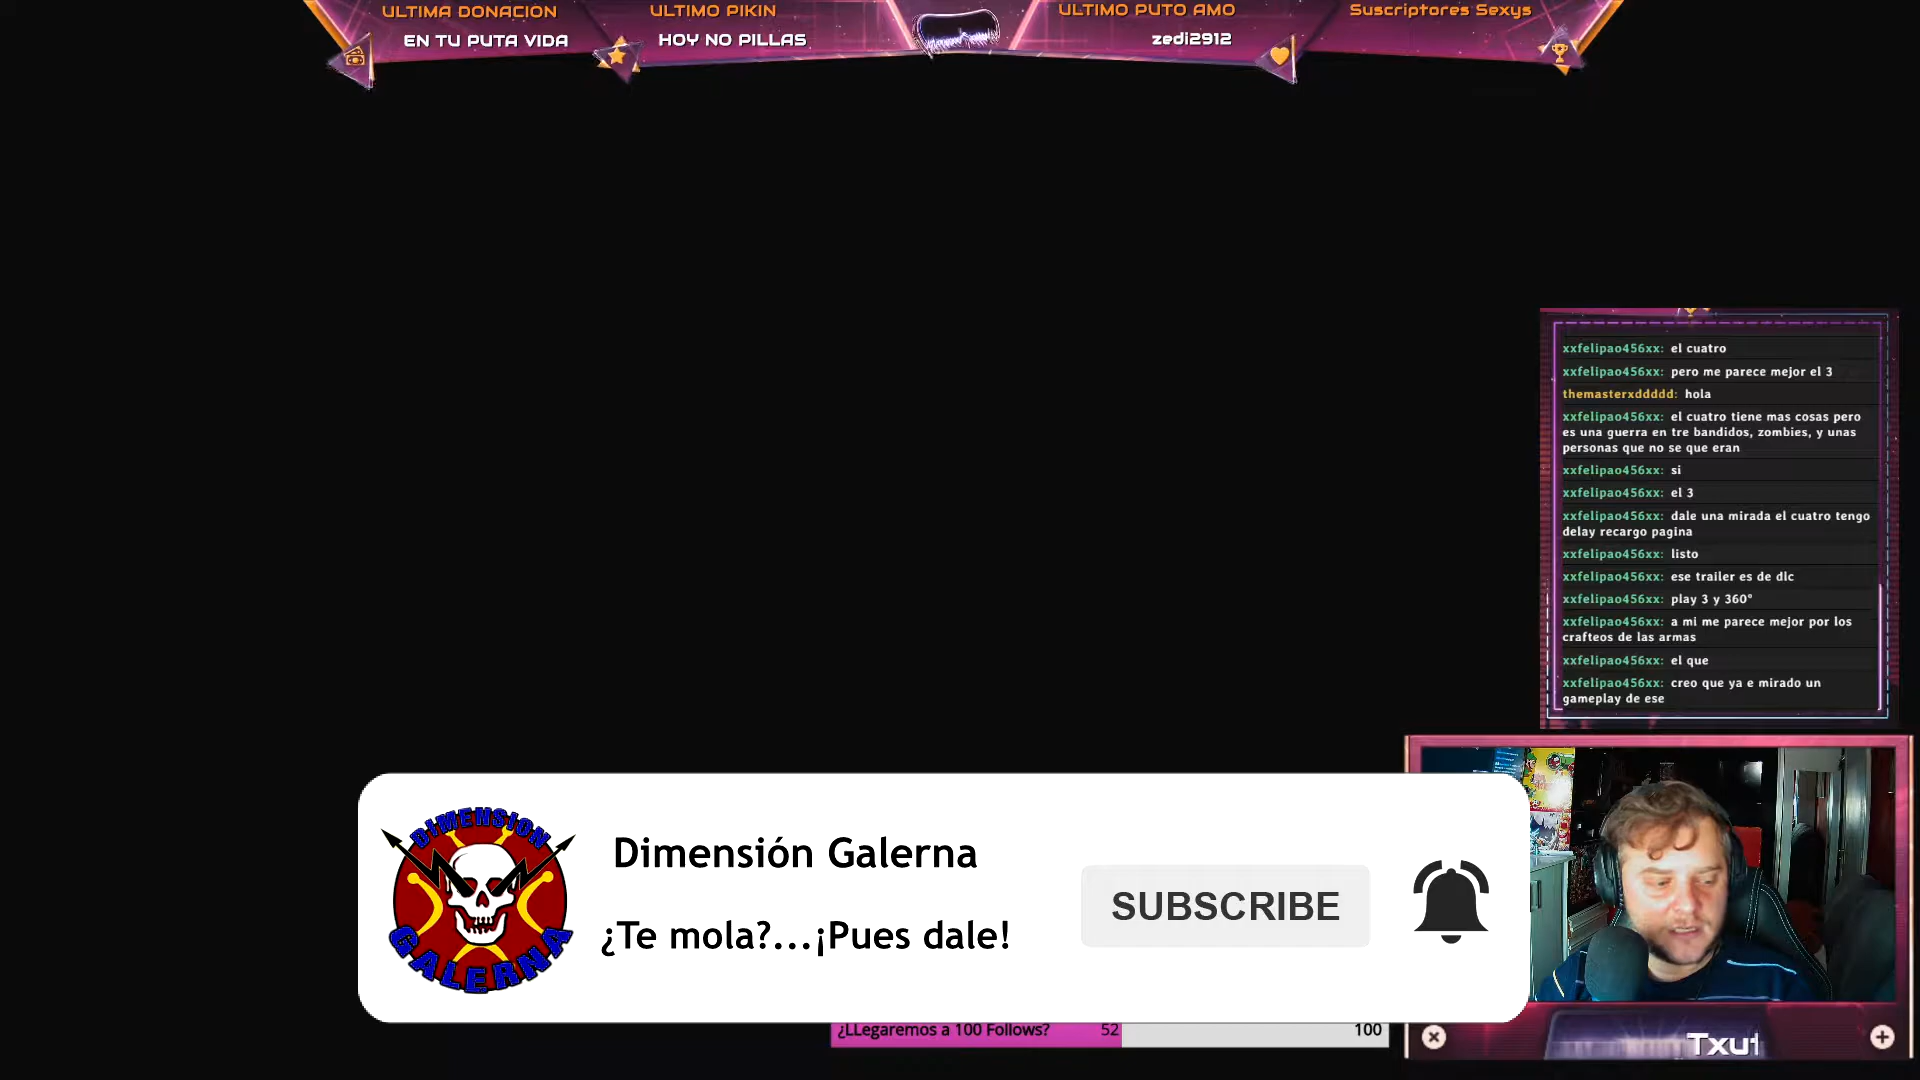 ULTIMA DONACIÓN
EN TU PUTA VIDA
ULTIMO PIKIN
HOY NO PILLAS
ULTIMO PUTO AMO
zedi2912
Suscriptores Sexys
xxfelipao456xx: el cuatro
xxfelipao456xx: pero me parece mejor el 3
themasterxddddd: hola
xxfelipao456xx: el cuatro tiene mas cosas pero
es una guerra en tre bandidos, zombies, y unas
personas que no se que eran
xxfelipao456xx: si
xxfelipao456xx: el 3
xxfelipao456xx: dale una mirada el cuatro tengo
delay recargo pagina
xxfelipao456xx: listo
xxfelipao456xx: ese trailer es de dlc
xxfelipao456xx: play 3 y 360°
xxfelipao456xx: a mi me parece mejor por los
crafteos de las armas
xxfelipao456xx: el que
xxfelipao456xx: creo que ya e mirado un
gameplay de ese
DIMENSION
GALERNA
Dimensión Galerna
¿Te mola?...¡Pues dale!
SUBSCRIBE
¿LLegaremos a 100 Follows? 52 100